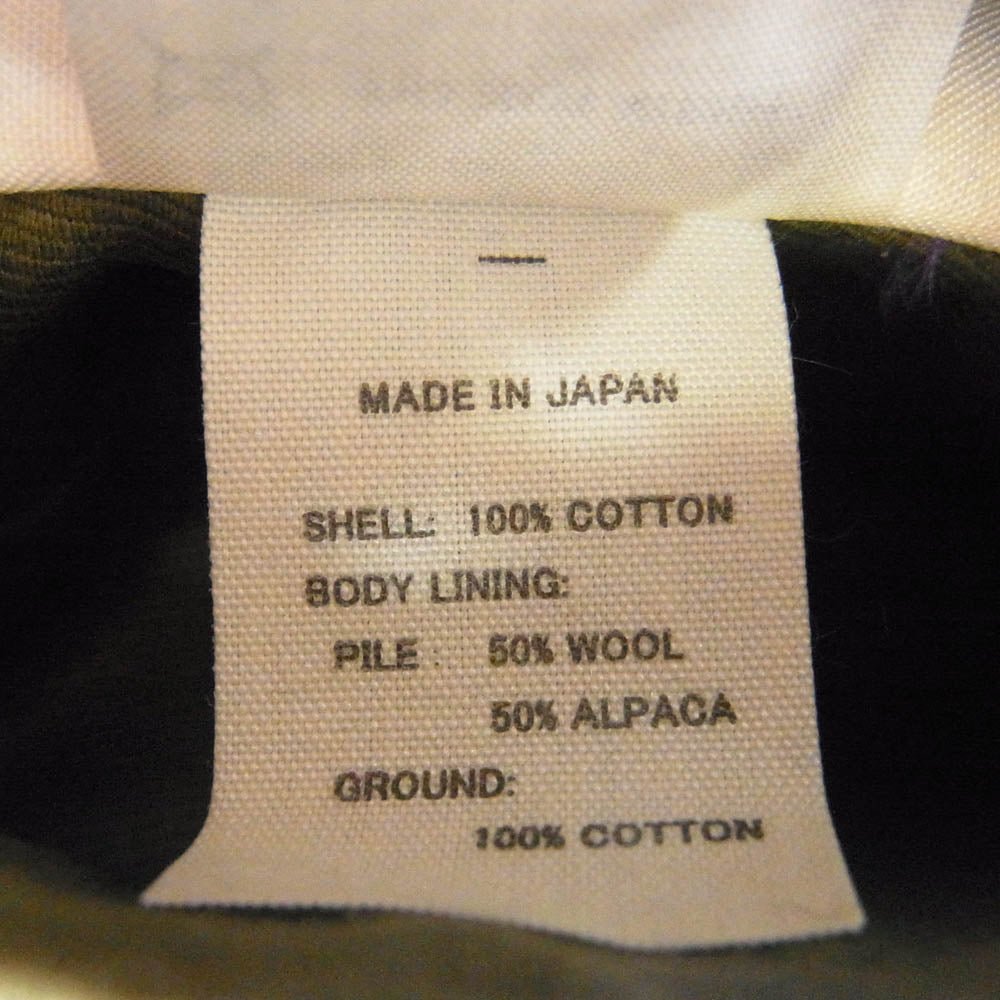 MADE IN JAPAN
SHELL: 100% COTTON
BODY LINING:
PILE : 50% WOOL
50% ALPACA
GROUND:
100% COTTON